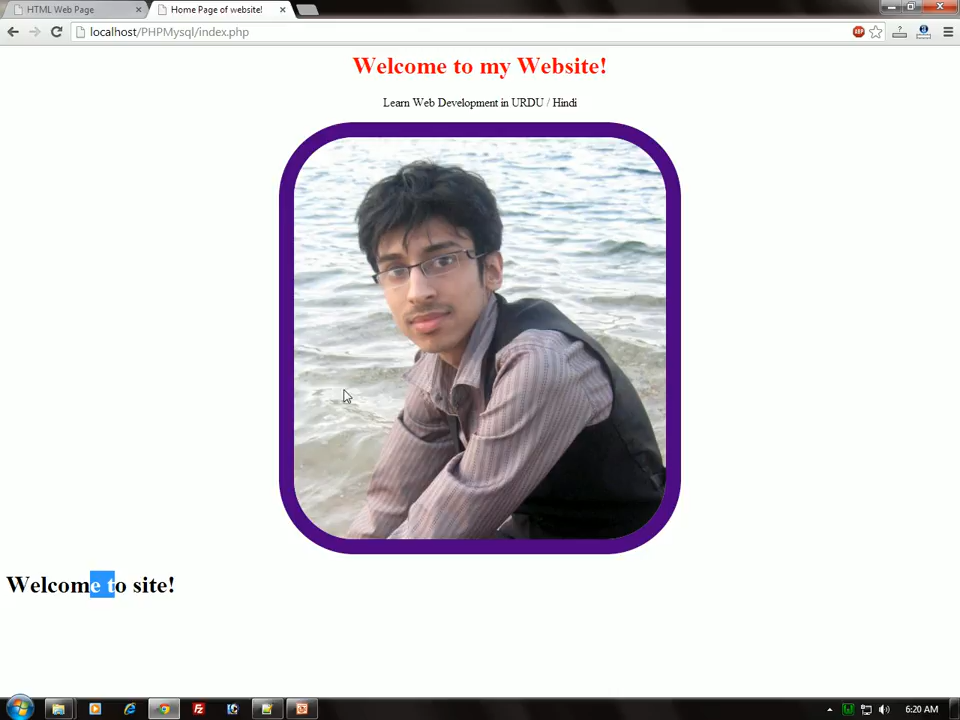 HTML Web Page
Home Page of website!
localhost/PHPMysql/index.php
ABP
Welcome to my Website!
Learn Web Development in URDU / Hindi
Welcome to site!
6:20 AM